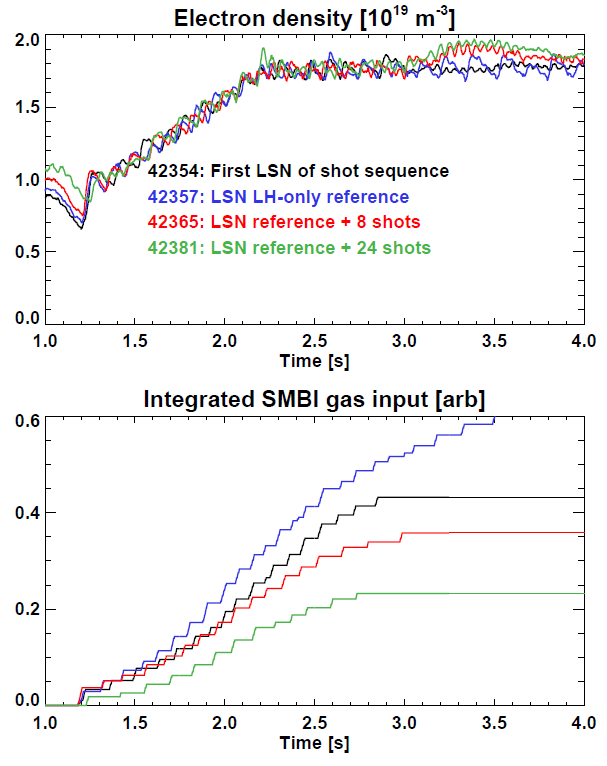 Electron density [10¹⁹ m⁻³]
2.0
1.5
1.0
0.5
0.0
42354: First LSN of shot sequence
42357: LSN LH-only reference
42365: LSN reference + 8 shots
42381: LSN reference + 24 shots
1.0 1.5 2.0 2.5 3.0 3.5 4.0
Time [s]
Integrated SMBI gas input [arb]
0.6
0.4
0.2
0.0
1.0 1.5 2.0 2.5 3.0 3.5 4.0
Time [s]